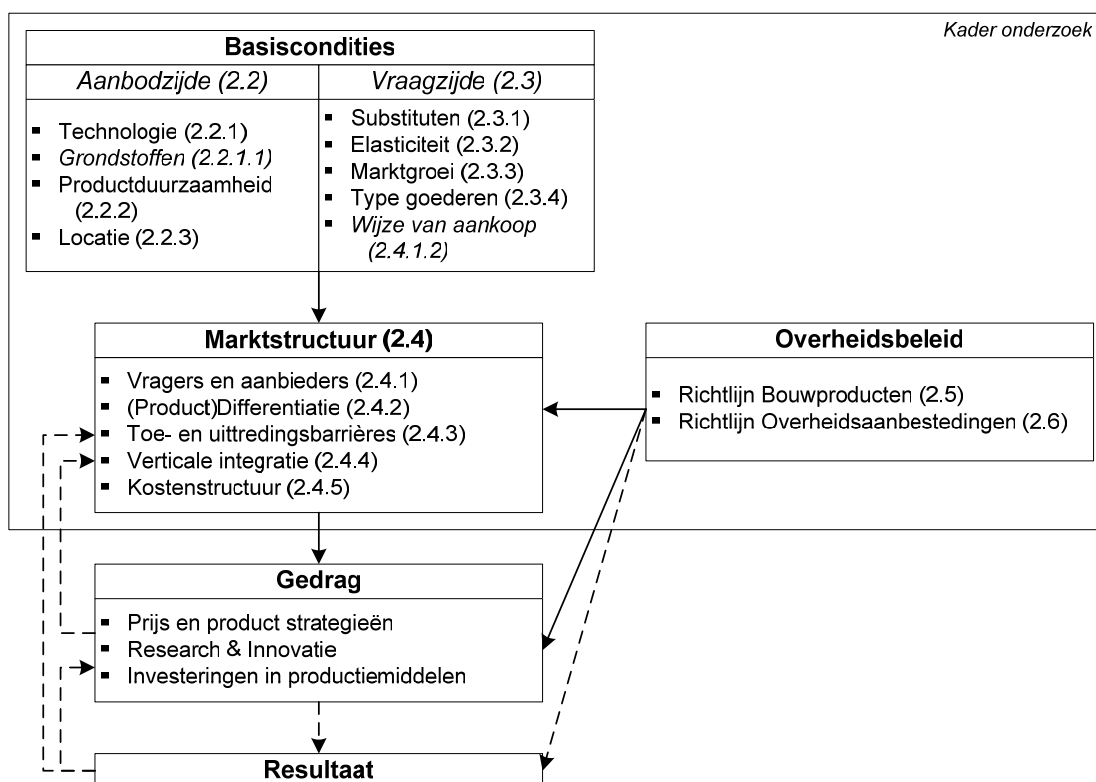 Kader onderzoek
Basiscondities
Aanbodzijde (2.2)
▪ Technologie (2.2.1)
▪ Grondstoffen (2.2.1.1)
▪ Productduurzaamheid
(2.2.2)
▪ Locatie (2.2.3)
Vraagzijde (2.3)
▪ Substituten (2.3.1)
▪ Elasticiteit (2.3.2)
▪ Marktgroei (2.3.3)
▪ Type goederen (2.3.4)
▪ Wijze van aankoop
(2.4.1.2)
Marktstructuur (2.4)
▪ Vragers en aanbieders (2.4.1)
▪ (Product)Differentiatie (2.4.2)
▪ Toe- en uittredingsbarrières (2.4.3)
▪ Verticale integratie (2.4.4)
▪ Kostenstructuur (2.4.5)
Overheidsbeleid
▪ Richtlijn Bouwproducten (2.5)
▪ Richtlijn Overheidsaanbestedingen (2.6)
Gedrag
▪ Prijs en product strategieën
▪ Research & Innovatie
▪ Investeringen in productiemiddelen
Resultaat